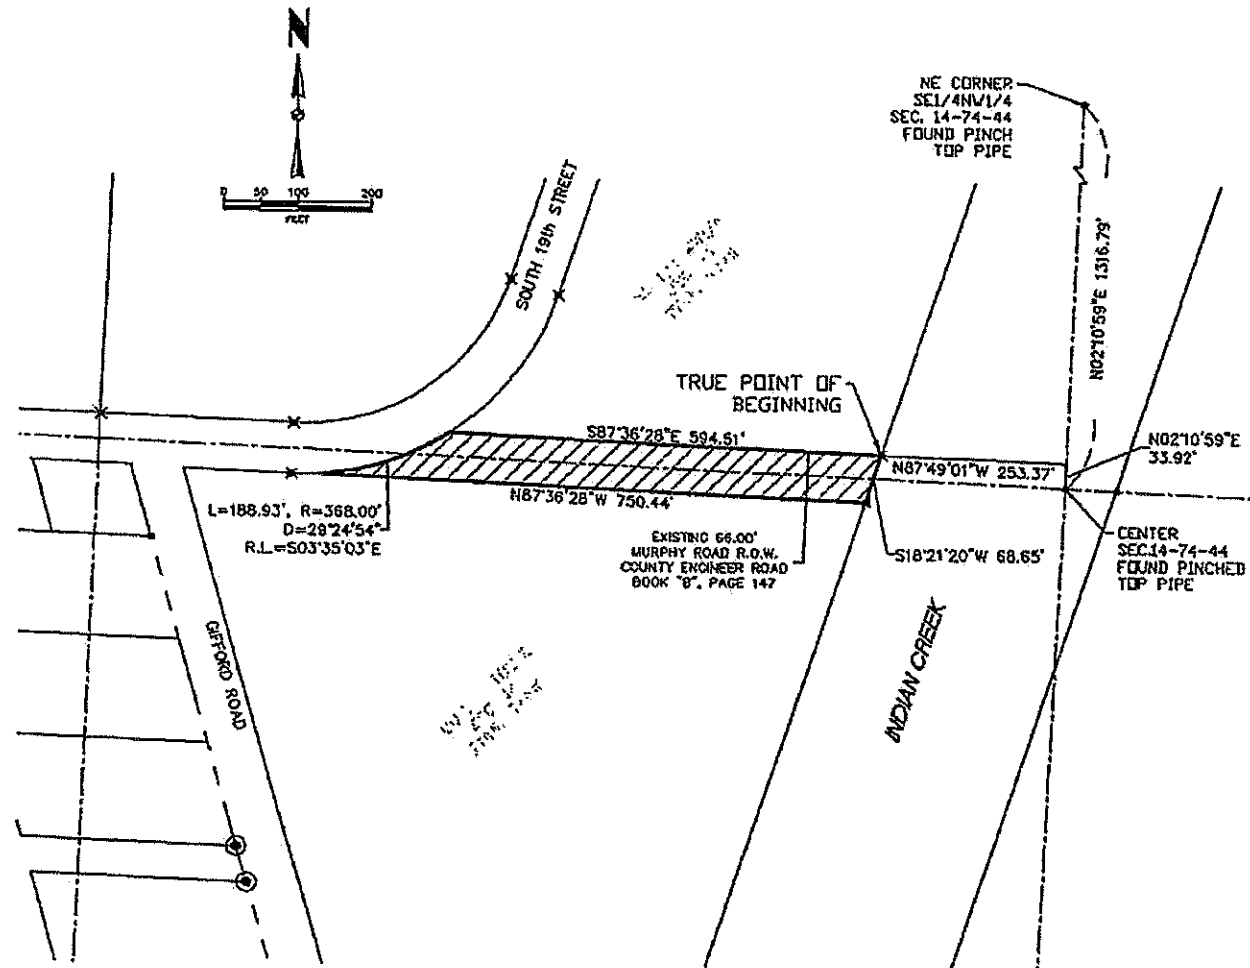 N
0 50 100 200
FEET
NE CORNER
SE1/4NW1/4
SEC. 14-74-44
FOUND PINCH
TOP PIPE
SOUTH 19th STREET
N02°10'59"E 1316.79'
TRUE POINT OF
BEGINNING
S87°36'28"E 594.51'
N02°10'59"E
33.92'
N87°49'01"W 253.37'
N87°36'28"W 750.44'
L=188.93', R=368.00'
D=29°24'54"
R.L.=S03°35'03"E
EXISTING 66.00'
MURPHY ROAD R.O.W.
COUNTY ENGINEER ROAD
BOOK "B", PAGE 147
S18°21'20"W 68.65'
CENTER
SEC.14-74-44
FOUND PINCHED
TOP PIPE
GIFFORD ROAD
INDIAN CREEK